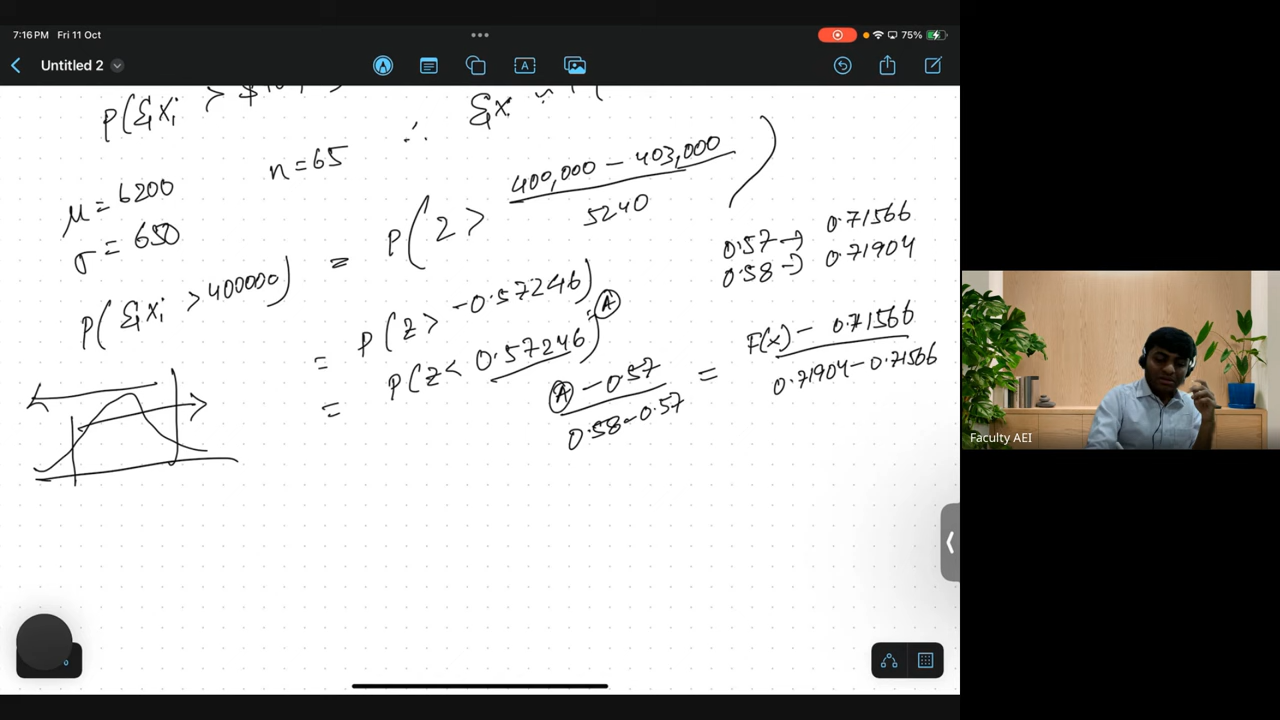 7:16 PM Fri 11 Oct
75%
Untitled 2
P(ΣXi > $
∴ ΣX ~
μ = 6200
n = 65
σ = 650
P(ΣXi > 400000)
= P(Z > (400,000 - 403,000) / 5240)
= P(Z > -0.57246)
= P(Z < 0.57246) A
0.57 → 0.71566
0.58 → 0.71904
(A - 0.57) / (0.58 - 0.57) = (F(x) - 0.71566) / (0.71904 - 0.71566)
Faculty AEI